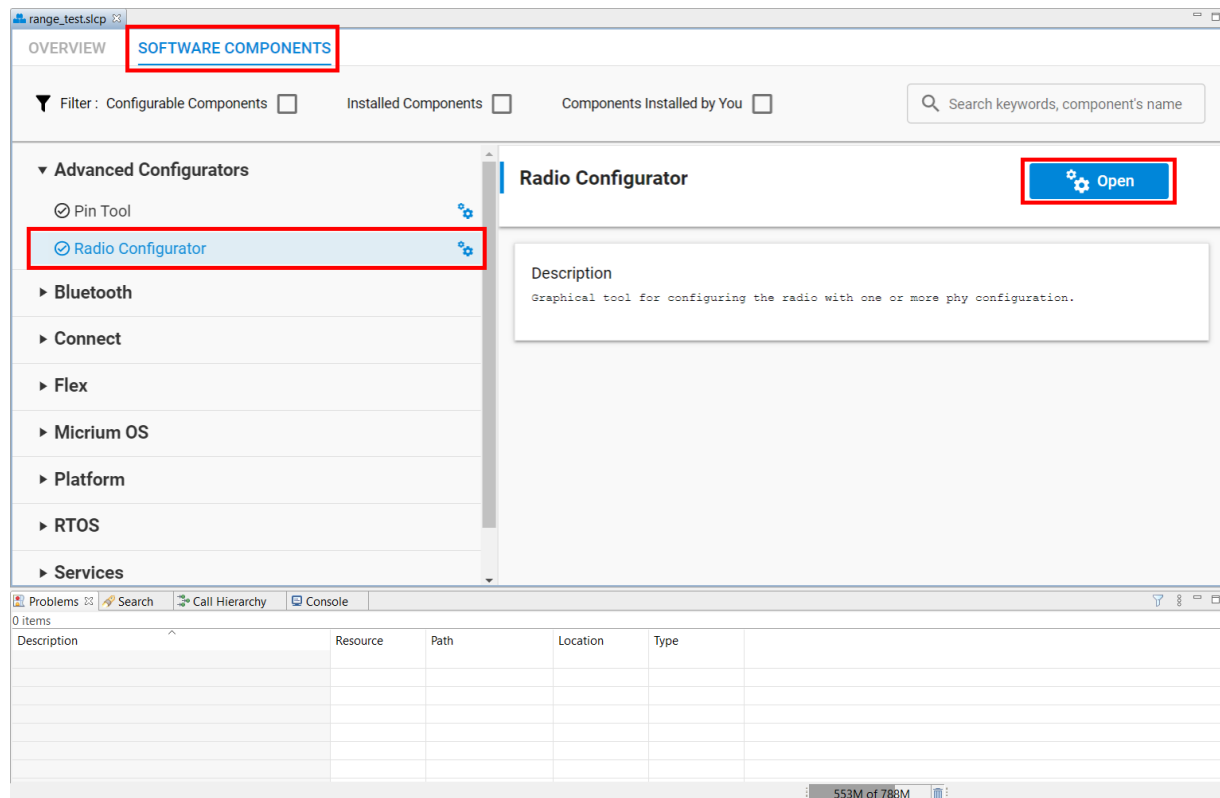 range_test.slcp
OVERVIEW SOFTWARE COMPONENTS
Filter : Configurable Components Installed Components Components Installed by You Search keywords, component's name
Advanced Configurators
Pin Tool
Radio Configurator
Bluetooth
Connect
Flex
Micrium OS
Platform
RTOS
Services
Radio Configurator
Open
Description
Graphical tool for configuring the radio with one or more phy configuration.
Problems Search Call Hierarchy Console
0 items
Description Resource Path Location Type
553M of 788M